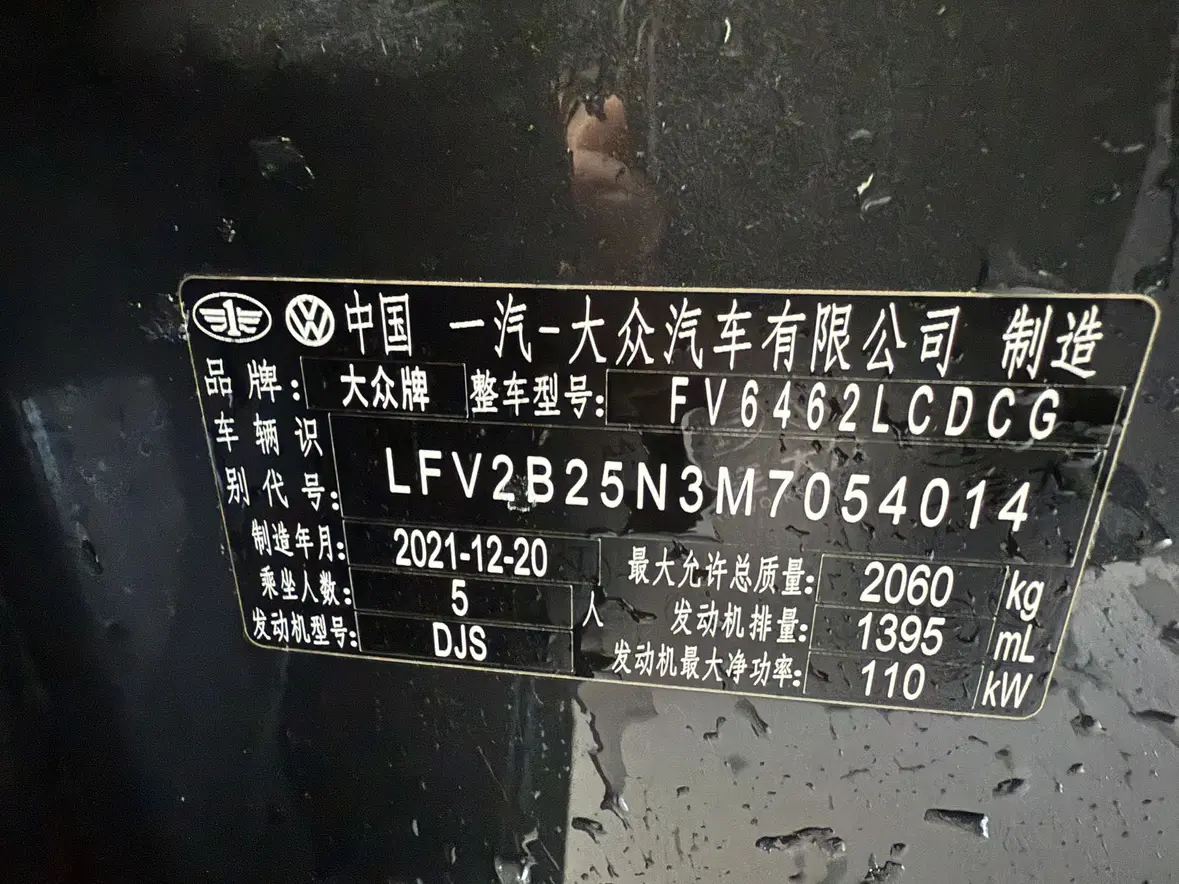 中国 一汽-大众汽车有限公司 制造
品牌: 大众牌 整车型号: FV6462LCDCG
车辆识别代号: LFV2B25N3M7054014
制造年月: 2021-12-20 最大允许总质量: 2060 kg
乘坐人数: 5 人 发动机排量: 1395 mL
发动机型号: DJS 发动机最大净功率: 110 kW